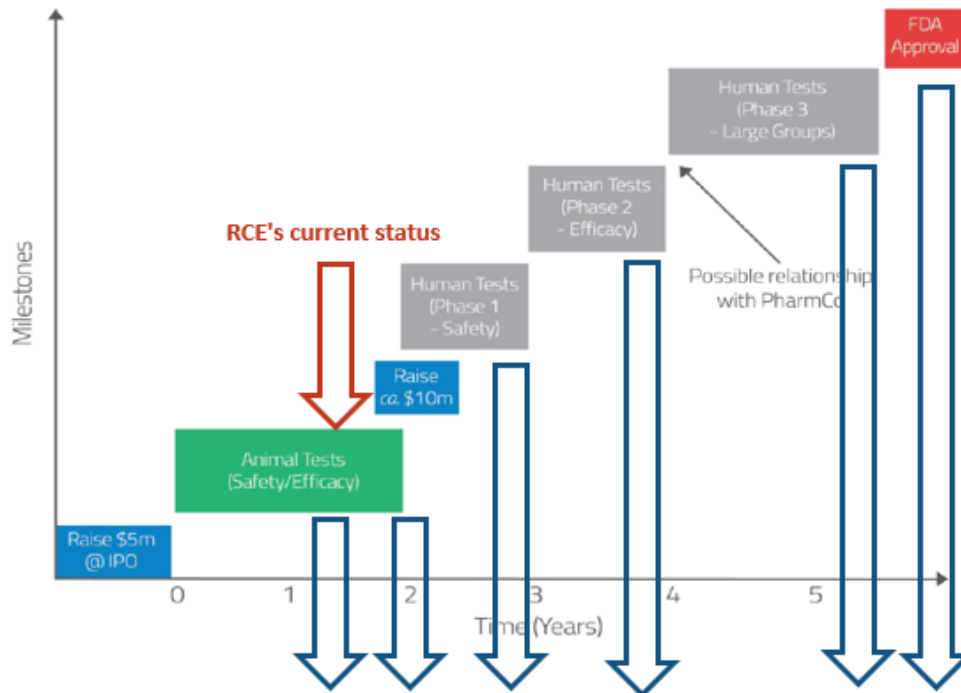 FDA
Approval
Human Tests
(Phase 3
- Large Groups)
Human Tests
(Phase 2
- Efficacy)
RCE's current status
Possible relationship
with PharmCo
Human Tests
(Phase 1
- Safety)
Milestones
Raise
ca. $10m
Animal Tests
(Safety/Efficacy)
Raise $5m
@ IPO
0 1 2 3 4 5
Time (Years)